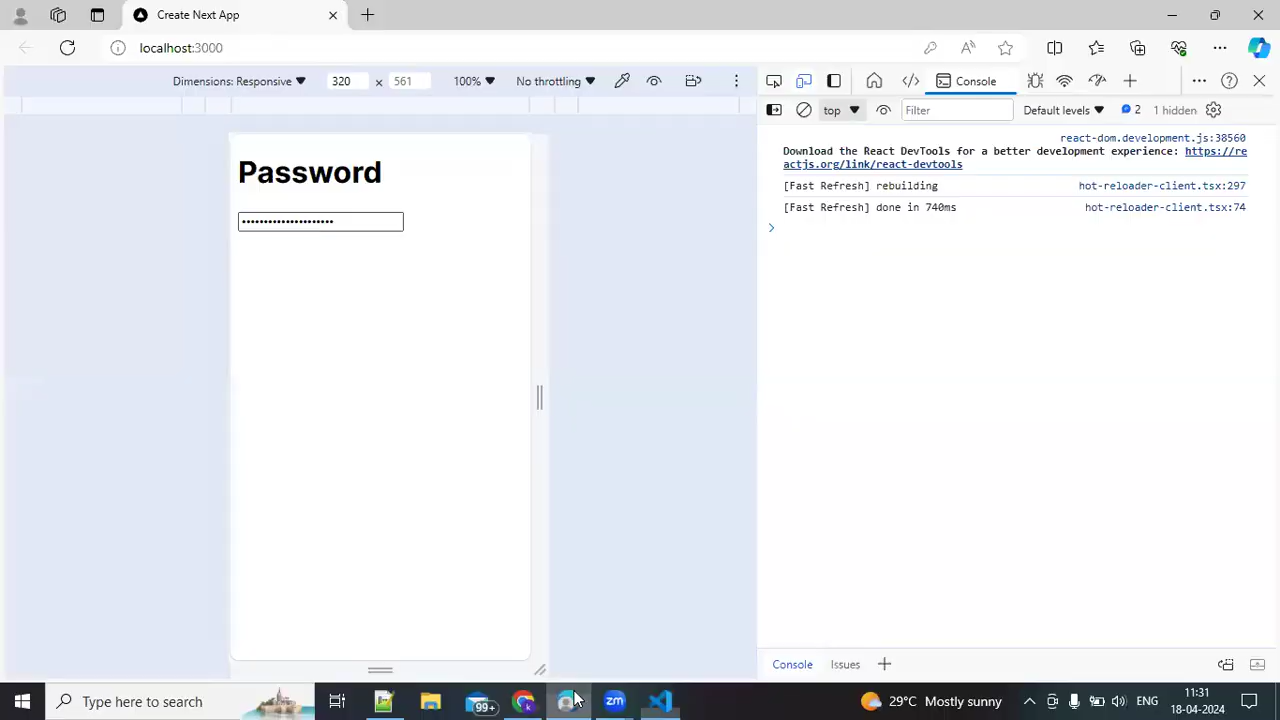 Create Next App
localhost:3000
Dimensions: Responsive 320 × 561 100% No throttling
Console
top Filter Default levels 2 1 hidden
react-dom.development.js:38560
Download the React DevTools for a better development experience: https://re
actjs.org/link/react-devtools
[Fast Refresh] rebuilding hot-reloader-client.tsx:297
[Fast Refresh] done in 740ms hot-reloader-client.tsx:74
Password
•••••••••••••••••••••
Console Issues
Type here to search 99+ zm 29°C Mostly sunny ENG 11:31
18-04-2024